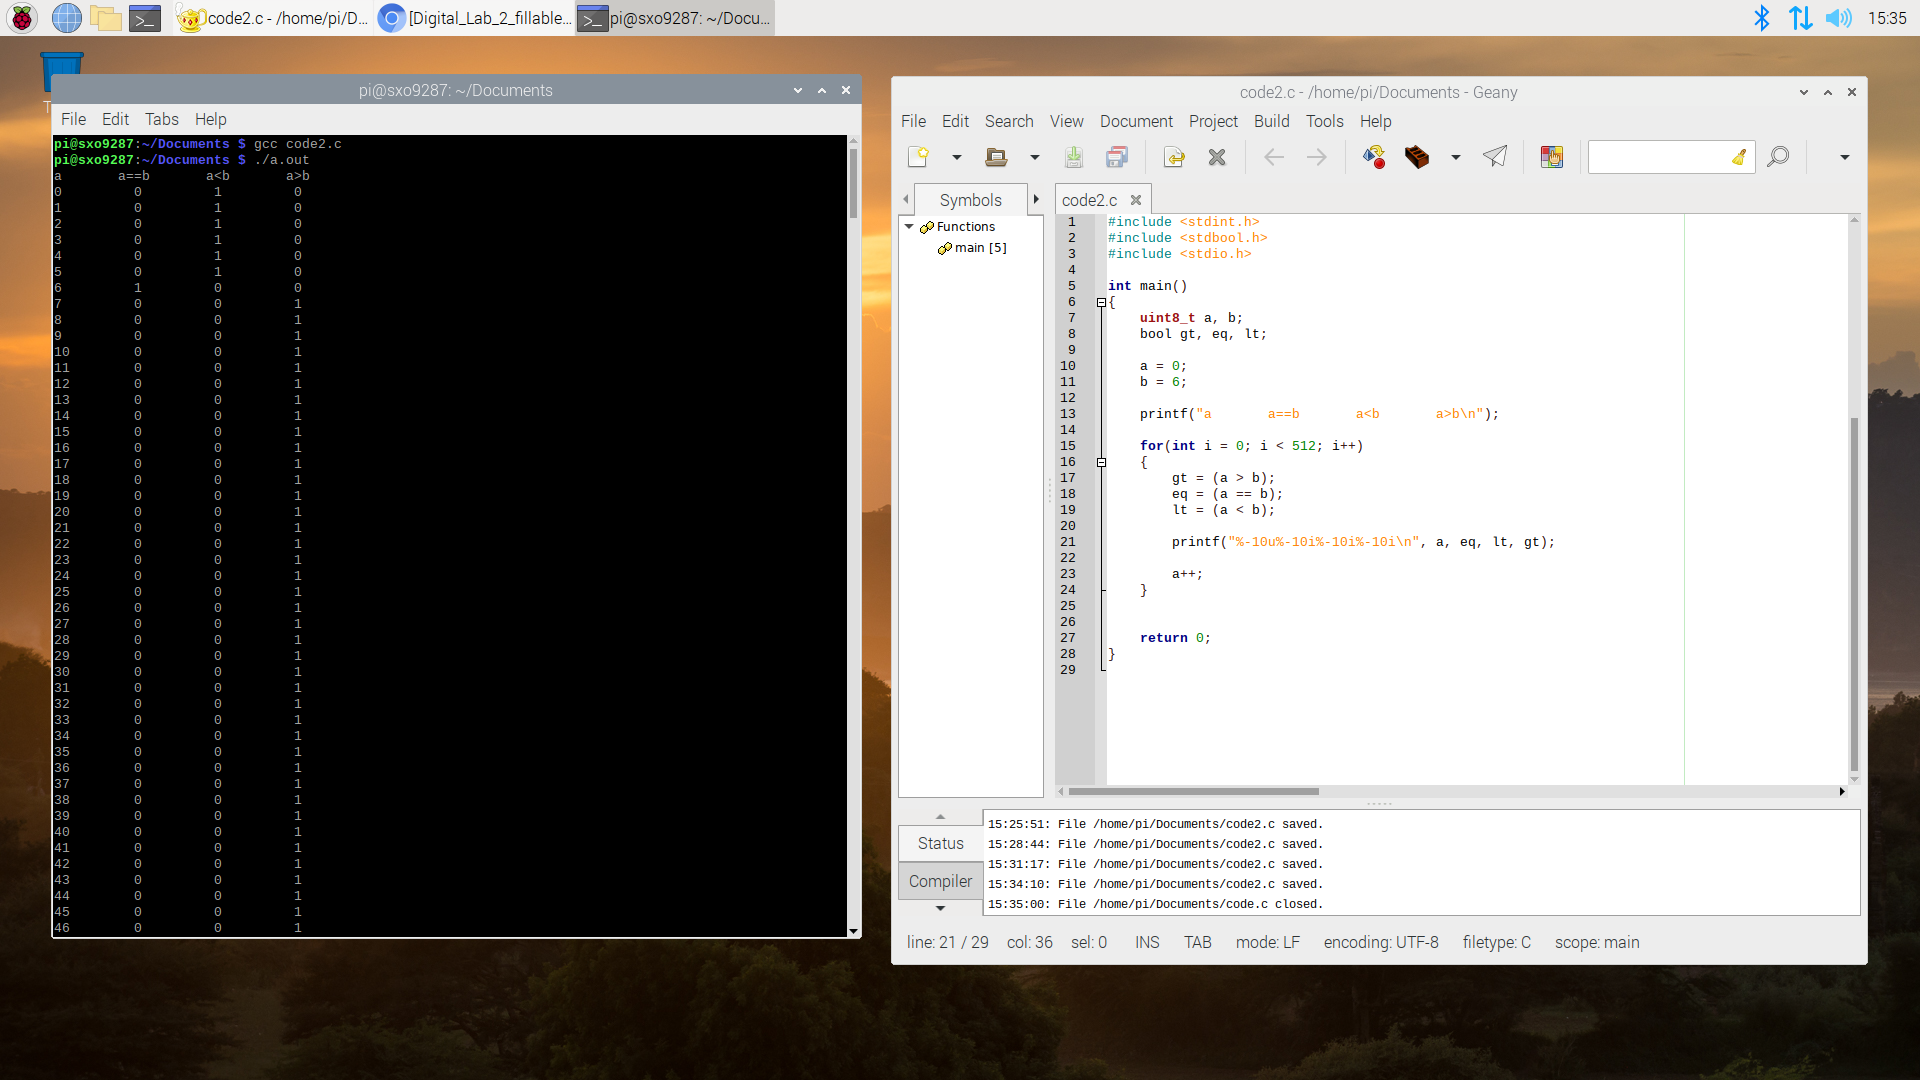 code2.c - /home/pi/D...
[Digital_Lab_2_fillable...
pi@sxo9287: ~/Docu...
15:35
pi@sxo9287: ~/Documents
File Edit Tabs Help
pi@sxo9287:~/Documents $ gcc code2.c
pi@sxo9287:~/Documents $ ./a.out
a       a==b       a<b       a>b
0         0         1         0
1         0         1         0
2         0         1         0
3         0         1         0
4         0         1         0
5         0         1         0
6         1         0         0
7         0         0         1
8         0         0         1
9         0         0         1
10        0         0         1
11        0         0         1
12        0         0         1
13        0         0         1
14        0         0         1
15        0         0         1
16        0         0         1
17        0         0         1
18        0         0         1
19        0         0         1
20        0         0         1
21        0         0         1
22        0         0         1
23        0         0         1
24        0         0         1
25        0         0         1
26        0         0         1
27        0         0         1
28        0         0         1
29        0         0         1
30        0         0         1
31        0         0         1
32        0         0         1
33        0         0         1
34        0         0         1
35        0         0         1
36        0         0         1
37        0         0         1
38        0         0         1
39        0         0         1
40        0         0         1
41        0         0         1
42        0         0         1
43        0         0         1
44        0         0         1
45        0         0         1
46        0         0         1
code2.c - /home/pi/Documents - Geany
File Edit Search View Document Project Build Tools Help
Symbols
Functions
main [5]
code2.c
1 #include <stdint.h>
2 #include <stdbool.h>
3 #include <stdio.h>
4
5 int main()
6 {
7     uint8_t a, b;
8     bool gt, eq, lt;
9
10     a = 0;
11     b = 6;
12
13     printf("a       a==b       a<b       a>b\n");
14
15     for(int i = 0; i < 512; i++)
16     {
17         gt = (a > b);
18         eq = (a == b);
19         lt = (a < b);
20
21         printf("%-10u%-10i%-10i%-10i\n", a, eq, lt, gt);
22
23         a++;
24     }
25
26
27     return 0;
28 }
29
Status
Compiler
15:25:51: File /home/pi/Documents/code2.c saved.
15:28:44: File /home/pi/Documents/code2.c saved.
15:31:17: File /home/pi/Documents/code2.c saved.
15:34:10: File /home/pi/Documents/code2.c saved.
15:35:00: File /home/pi/Documents/code.c closed.
line: 21 / 29 col: 36 sel: 0 INS TAB mode: LF encoding: UTF-8 filetype: C scope: main